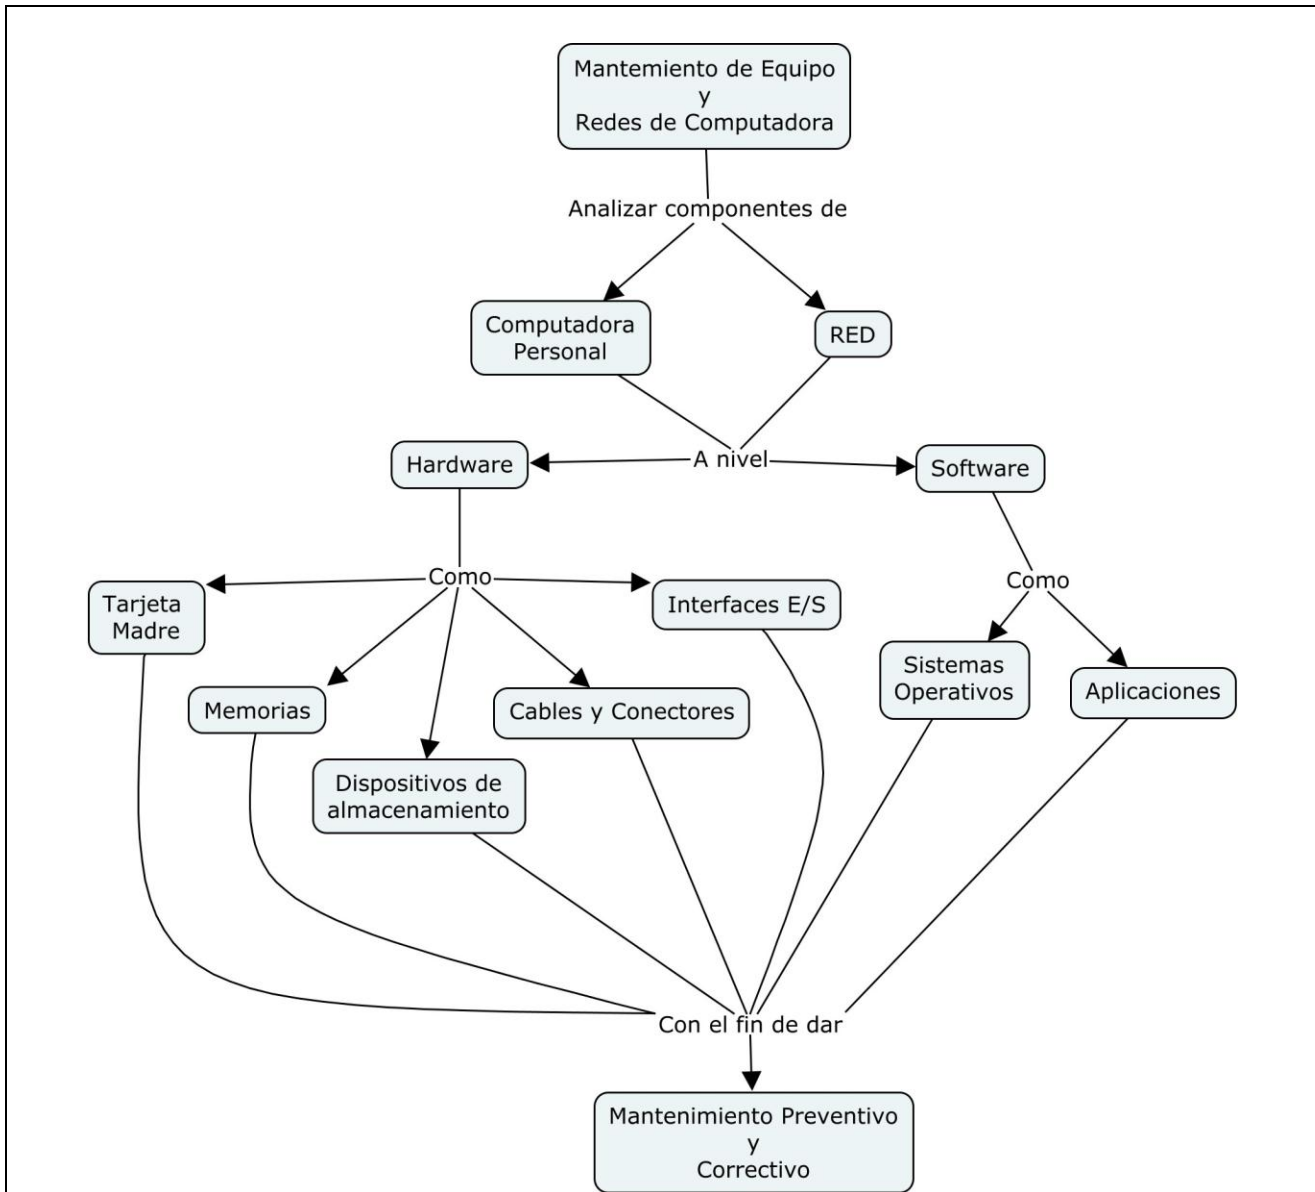 Mantemiento de Equipo
y
Redes de Computadora
Analizar componentes de
Computadora
Personal
RED
A nivel
Hardware
Software
Como
Como
Tarjeta
Madre
Interfaces E/S
Memorias
Cables y Conectores
Sistemas
Operativos
Aplicaciones
Dispositivos de
almacenamiento
Con el fin de dar
Mantenimiento Preventivo
y
Correctivo